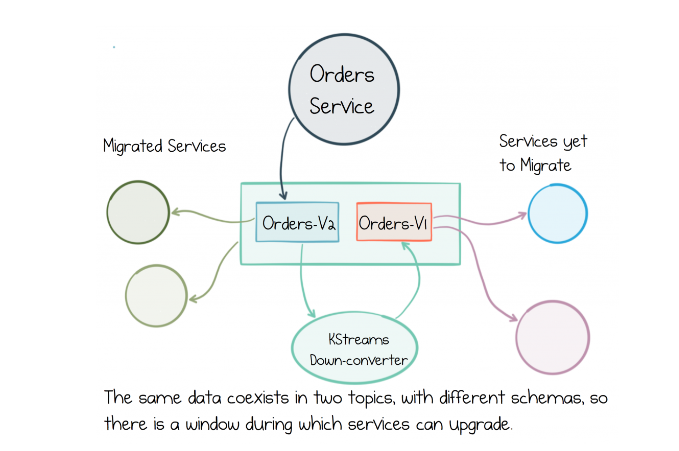 Orders
Service
Migrated Services
Services yet
to Migrate
Orders-V2
Orders-V1
KStreams
Down-converter
The same data coexists in two topics, with different schemas, so
there is a window during which services can upgrade.